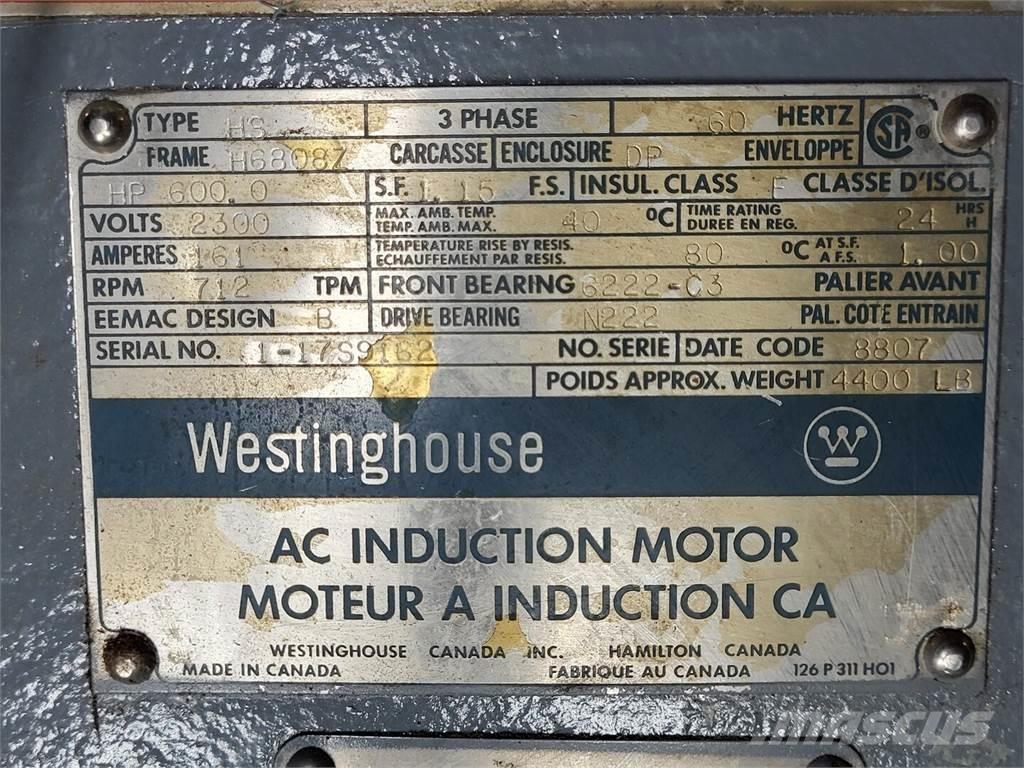 TYPE HS 3 PHASE 60 HERTZ
FRAME H6808Z CARCASSE ENCLOSURE DP ENVELOPPE
HP 600.0 S.F. 1.15 F.S. INSUL. CLASS F CLASSE D'ISOL.
VOLTS 2300 MAX. AMB. TEMP. TEMP. AMB. MAX. 40 °C TIME RATING DUREE EN REG. 24 HRS H
AMPERES 161 TEMPERATURE RISE BY RESIS. ECHAUFFEMENT PAR RESIS. 80 °C AT S.F. A F.S. 1.00
RPM 712 TPM FRONT BEARING 6222-C3 PALIER AVANT
EEMAC DESIGN B DRIVE BEARING N222 PAL. COTE ENTRAIN
SERIAL NO. 1-17S9162 NO. SERIE DATE CODE 8807
POIDS APPROX. WEIGHT 4400 LB
Westinghouse W
AC INDUCTION MOTOR
MOTEUR A INDUCTION CA
WESTINGHOUSE CANADA INC. HAMILTON CANADA
MADE IN CANADA FABRIQUE AU CANADA 126 P 311 HO1
MASCUS